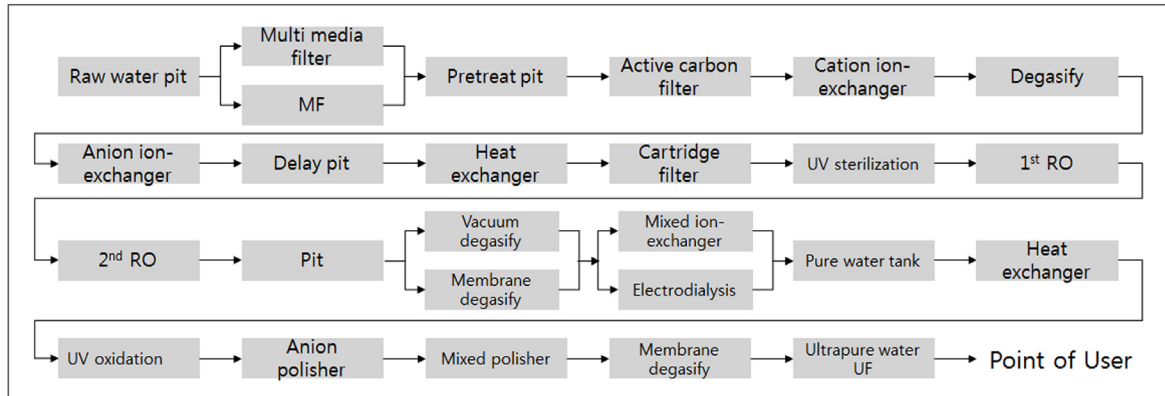 Multi media
filter
Raw water pit
MF
Pretreat pit
Active carbon
filter
Cation ion-
exchanger
Degasify
Anion ion-
exchanger
Delay pit
Heat
exchanger
Cartridge
filter
UV sterilization
1st RO
2nd RO
Pit
Vacuum
degasify
Membrane
degasify
Mixed ion-
exchanger
Electrodialysis
Pure water tank
Heat
exchanger
UV oxidation
Anion
polisher
Mixed polisher
Membrane
degasify
Ultrapure water
UF
Point of User